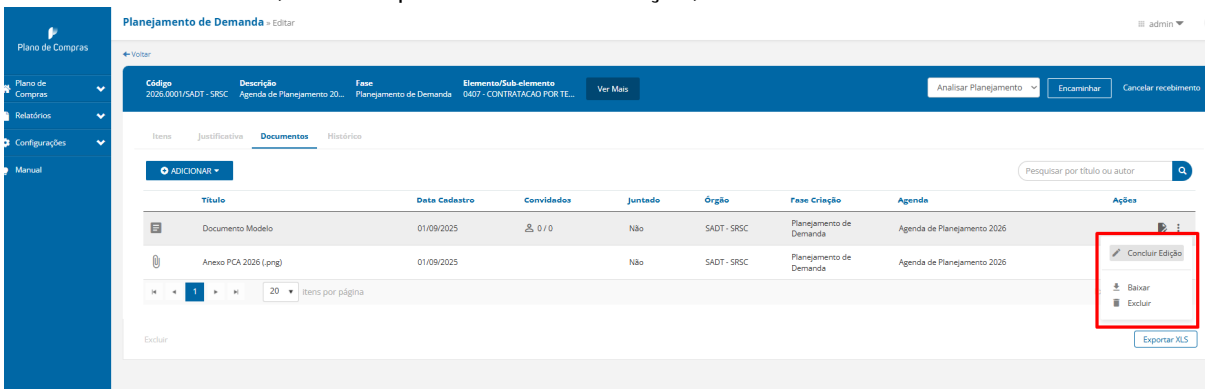 Planejamento de Demanda » Editar
admin
Plano de Compras
Voltar
Plano de Compras
Relatórios
Configurações
Manual
Código
2026.0001/SADT - SRSC
Descrição
Agenda de Planejamento 20...
Fase
Planejamento de Demanda
Elemento/Sub-elemento
0407 - CONTRATACAO POR TE...
Ver Mais
Analisar Planejamento
Encaminhar
Cancelar recebimento
Itens Justificativa Documentos Histórico
ADICIONAR
Pesquisar por título ou autor
Título Data Cadastro Convidados Juntado Órgão Fase Criação Agenda Ações
Documento Modelo 01/09/2025 0 / 0 Não SADT - SRSC Planejamento de Demanda Agenda de Planejamento 2026
Anexo PCA 2026 (.png) 01/09/2025 Não SADT - SRSC Planejamento de Demanda Agenda de Planejamento 2026
Concluir Edição
Baixar
Excluir
1 20 itens por página
Excluir
Exportar XLS